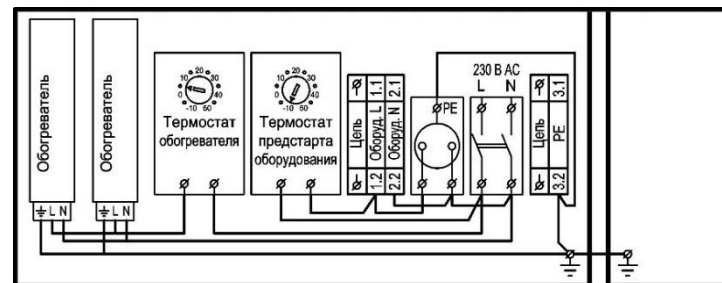 Обогреватель
⏚ L N
Обогреватель
⏚ L N
20
10 30
0 40
-10 50
Термостат
обогревателя
20
10 30
0 40
-10 50
Термостат
предстарта
оборудования
Цепь
1.1
Оборуд. L
1.2
2.1
Оборуд. N
2.2
PE
230 В AC
L N
Цепь
3.1
PE
3.2